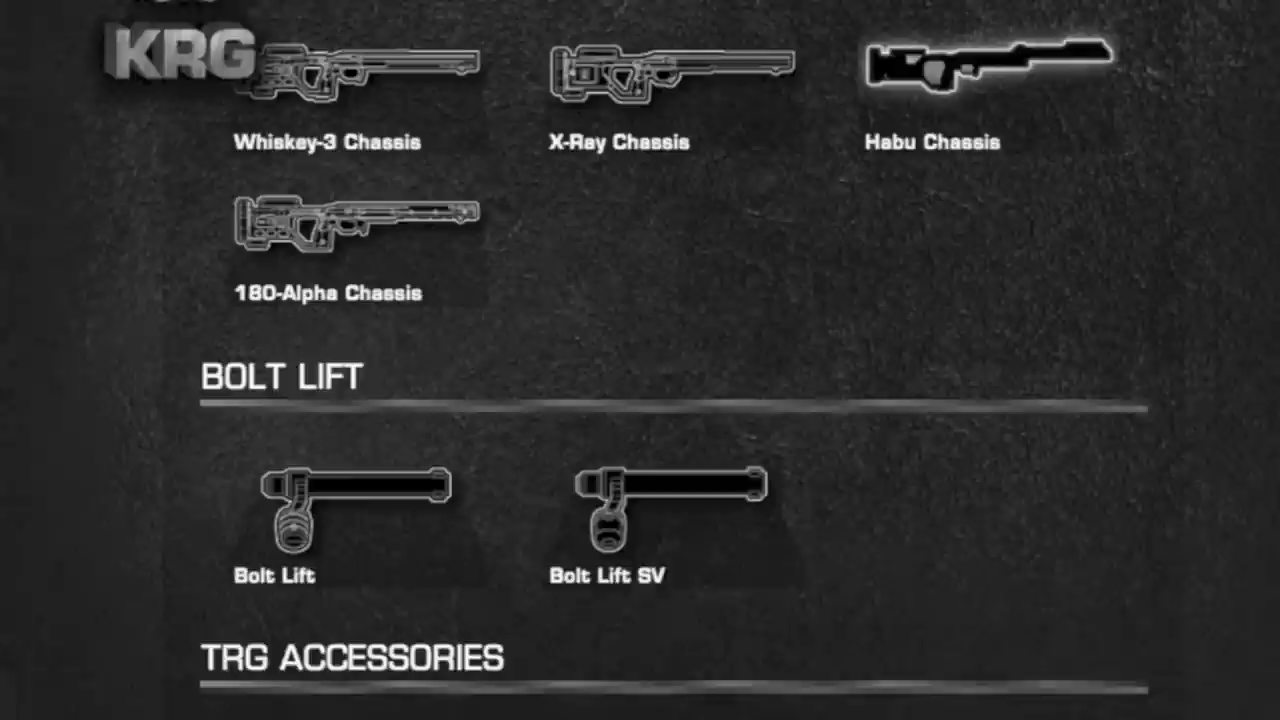 KRG
Whiskey-3 Chassis
X-Ray Chassis
Habu Chassis
180-Alpha Chassis
BOLT LIFT
Bolt Lift
Bolt Lift SV
TRG ACCESSORIES